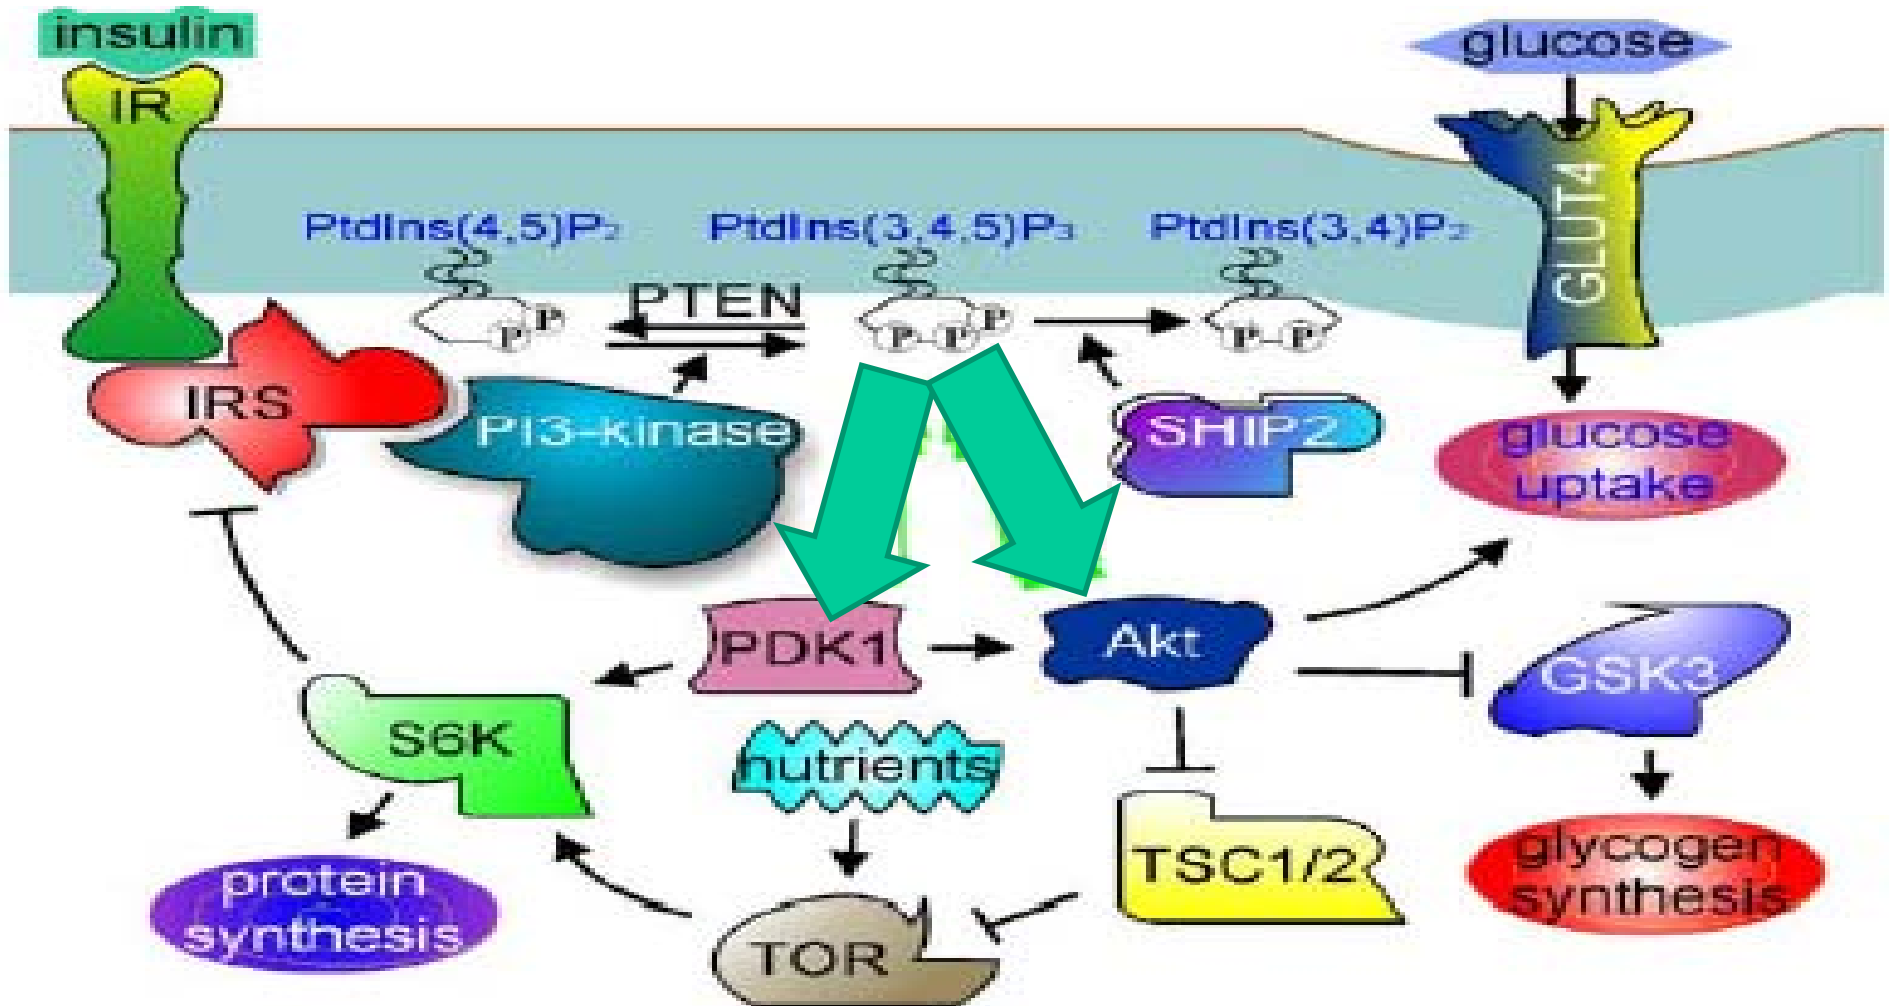 insulin
glucose
IR
GLUT4
PtdIns(4,5)P₂
PtdIns(3,4,5)P₃
PtdIns(3,4)P₂
PTEN
P
P
P
P
P
P
P
IRS
PI3-kinase
SHIP2
glucose
uptake
PDK1
Akt
GSK3
S6K
nutrients
TSC1/2
glycogen
synthesis
protein
synthesis
TOR